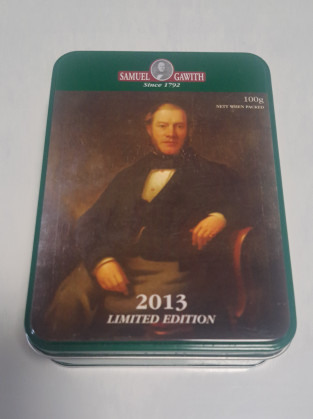 SAMUEL GAWITH
Since 1792
100g
NETT WHEN PACKED
2013
LIMITED EDITION